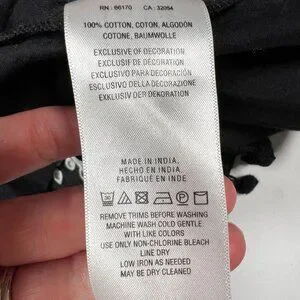 RN : 66170 CA : 32054
100% COTTON, COTON, ALGODÓN
COTONE, BAUMWOLLE
EXCLUSIVE OF DECORATION
EXCLUSIF DE DÉCORATION
EXCLUSIVO PARA DECORACIÓN
ESCLUSIVO DELLA DECORAZIONE
EXKLUSIV DER DEKORATION
MADE IN INDIA.
HECHO EN INDIA.
FABRIQUÉ EN INDE
30 P
REMOVE TRIMS BEFORE WASHING
MACHINE WASH COLD GENTLE
WITH LIKE COLORS
USE ONLY NON-CHLORINE BLEACH
LINE DRY
LOW IRON AS NEEDED
MAY BE DRY CLEANED